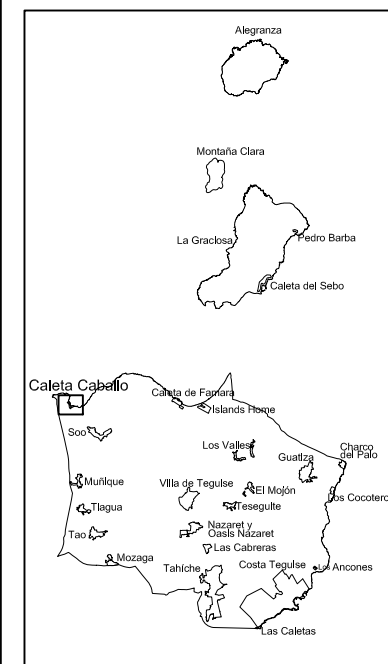 Alegranza
Montaña Clara
La Graciosa
Pedro Barba
Caleta del Sebo
Caleta Caballo
Caleta de Famara
Islands Home
Soo
Los Valles
Guatiza
Charco
del Palo
Muñique
Villa de Teguise
El Mojón
Los Cocoteros
Tiagua
Teseguite
Tao
Nazaret y
Oasis Nazaret
Las Cabreras
Mozaga
Tahíche
Costa Teguise
Los Ancones
Las Caletas